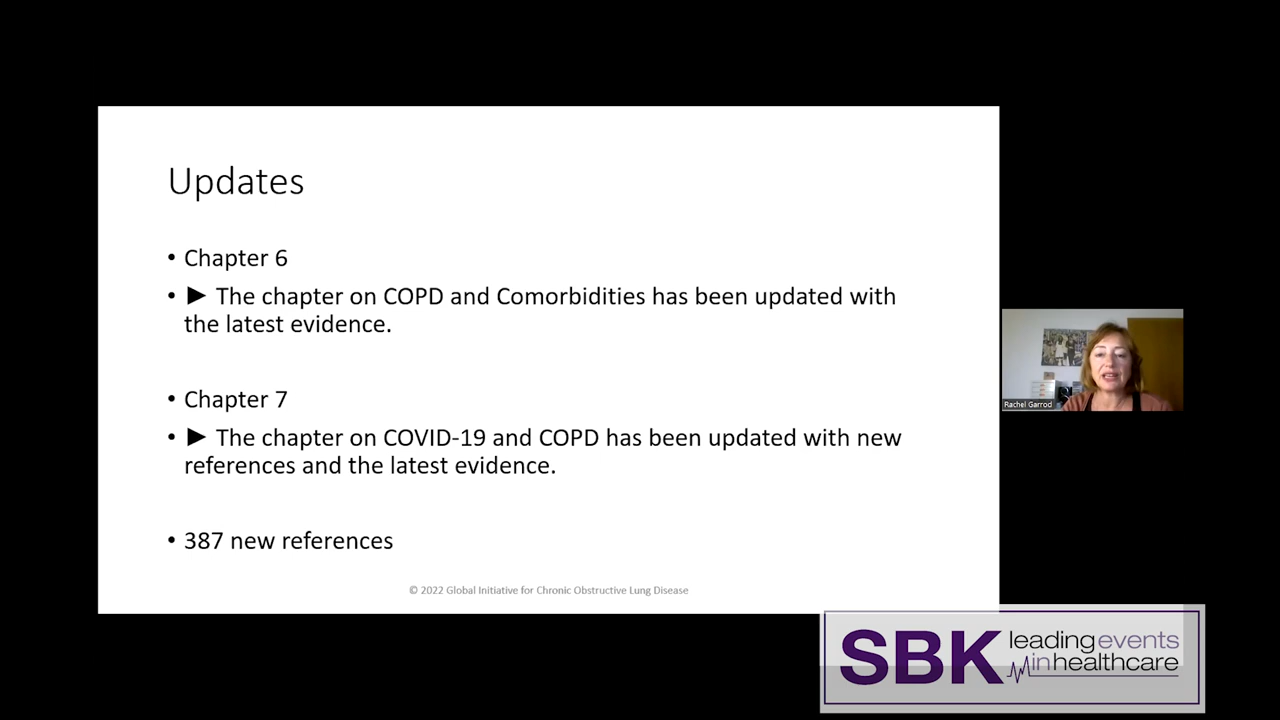 Updates
• Chapter 6
• ► The chapter on COPD and Comorbidities has been updated with
the latest evidence.
Chapter 7
• ► The chapter on COVID-19 and COPD has been updated with new
references and the latest evidence.
• 387 new references
© 2022 Global Initiative for Chronic Obstructive Lung Disease
Rachel Garrod
SBK leading events
in healthcare